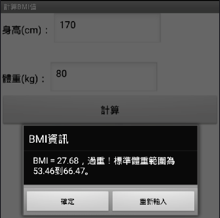 計算BMI值
身高(cm)：
170
體重(kg)：
80
計算
BMI資訊
BMI = 27.68，過重！標準體重範圍為
53.46到66.47。
確定
重新輸入